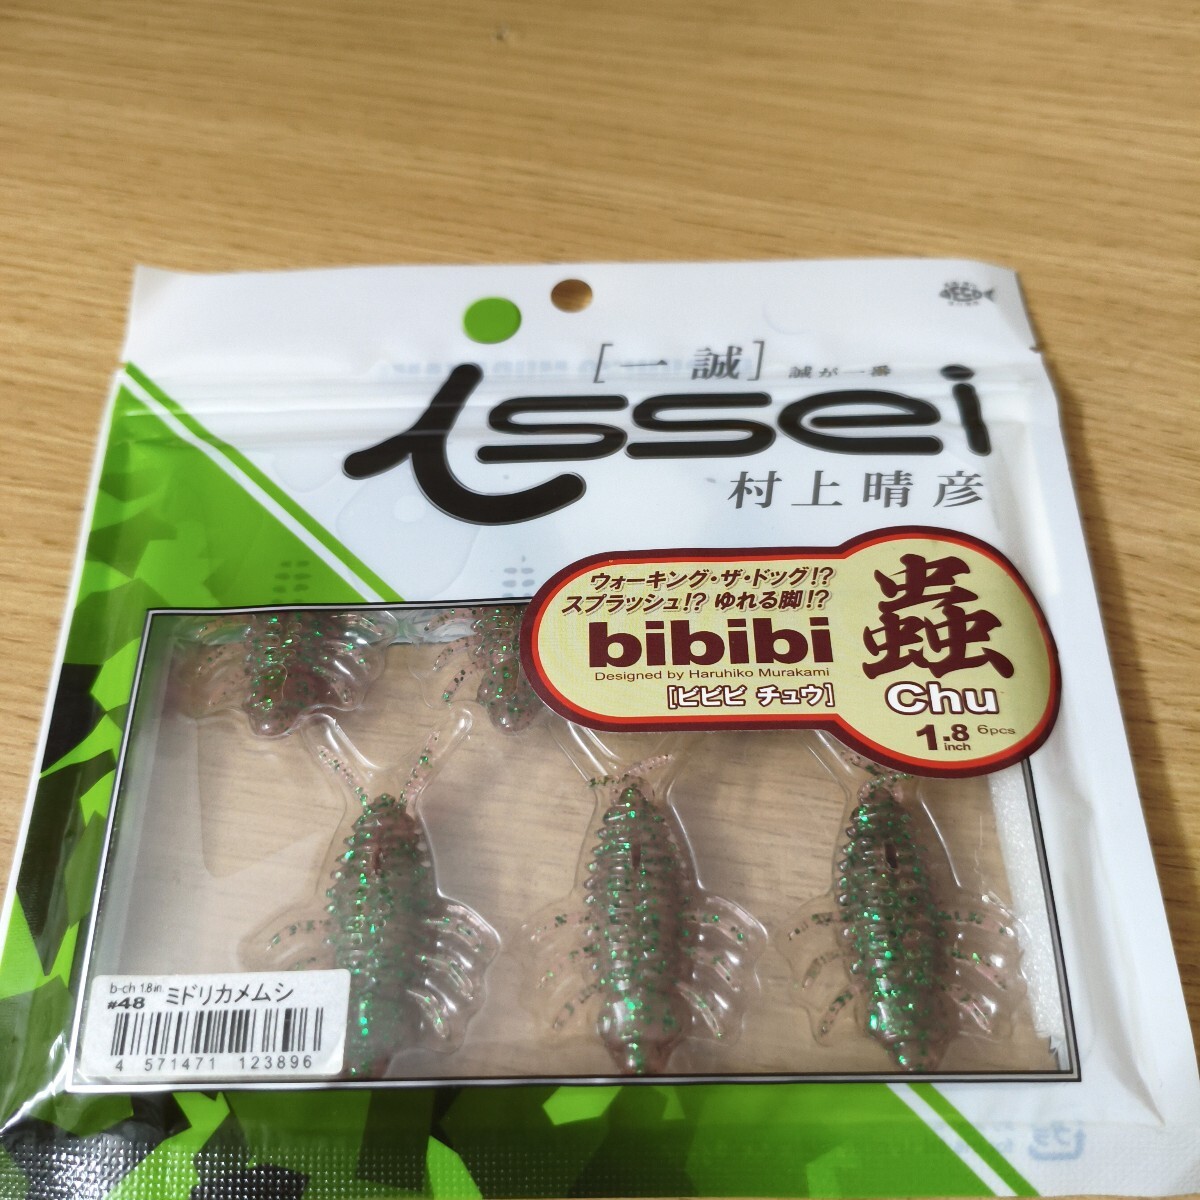 [一誠] 誠が一番
issei
村上晴彦
ウォーキング・ザ・ドッグ!?
スプラッシュ!? ゆれる脚!?
bibibi
Designed by Haruhiko Murakami
[ビビビ チュウ]
蟲
Chu
1.8 inch 6pcs
b-ch 1.8in.
#48 ミドリカメムシ
4 571471 123896